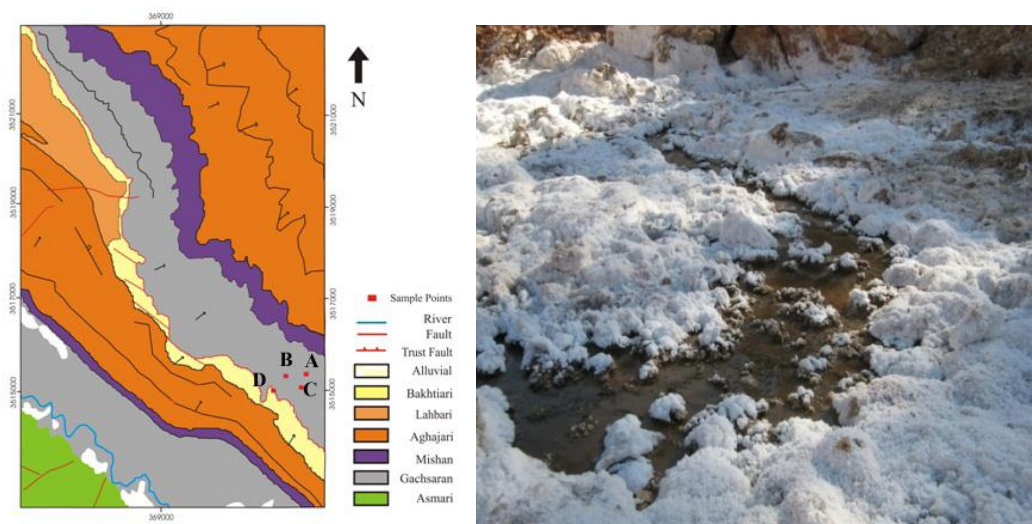 369000
N
3521000
3521000
3519000
3519000
3517000
3517000
3515000
3515000
B
A
D
C
369000
Sample Points
River
Fault
Trust Fault
Alluvial
Bakhtiari
Lahbari
Aghajari
Mishan
Gachsaran
Asmari